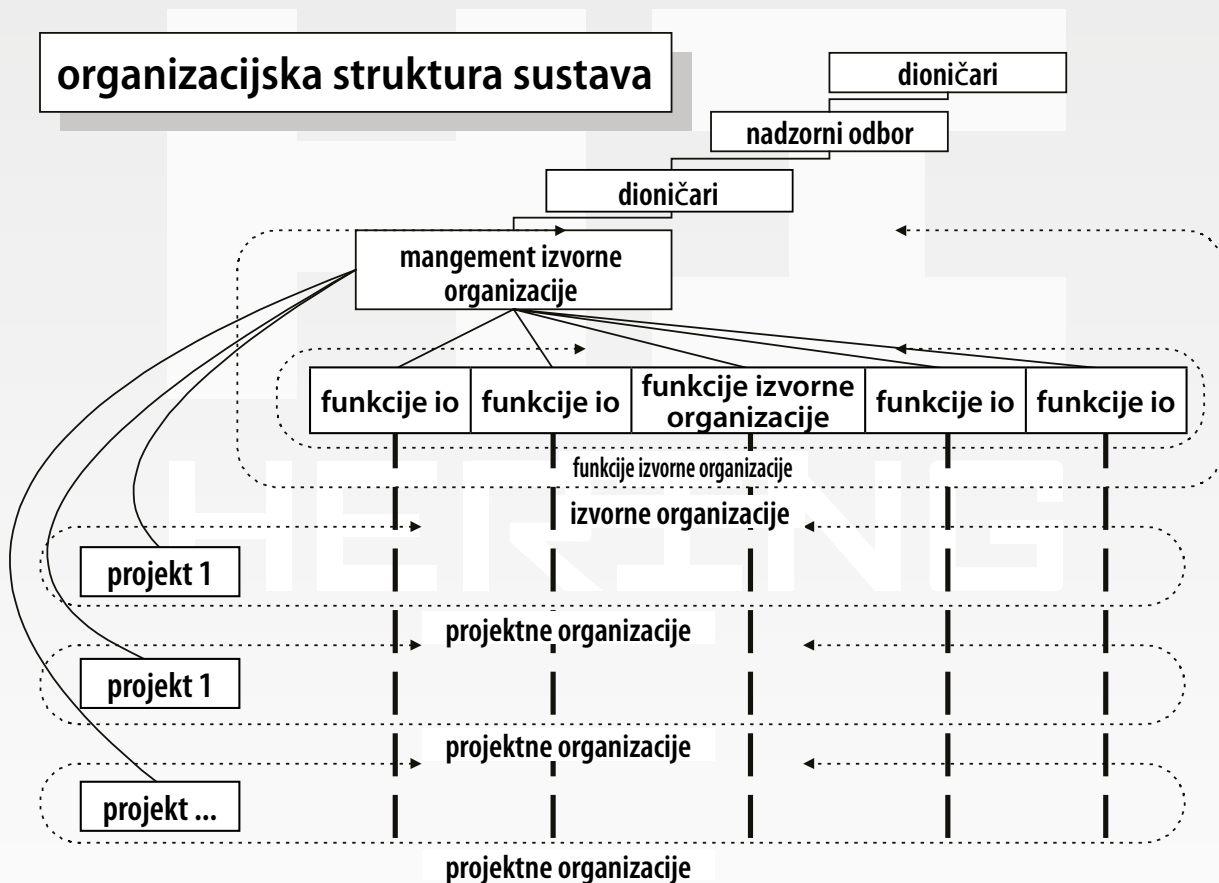 organizacijska struktura sustava
dioničari
nadzorni odbor
dioničari
mangement izvorne
organizacije
funkcije io
funkcije io
funkcije izvorne
organizacije
funkcije io
funkcije io
funkcije izvorne organizacije
izvorne organizacije
HERING
projekt 1
projektne organizacije
projekt 1
projektne organizacije
projekt ...
projektne organizacije